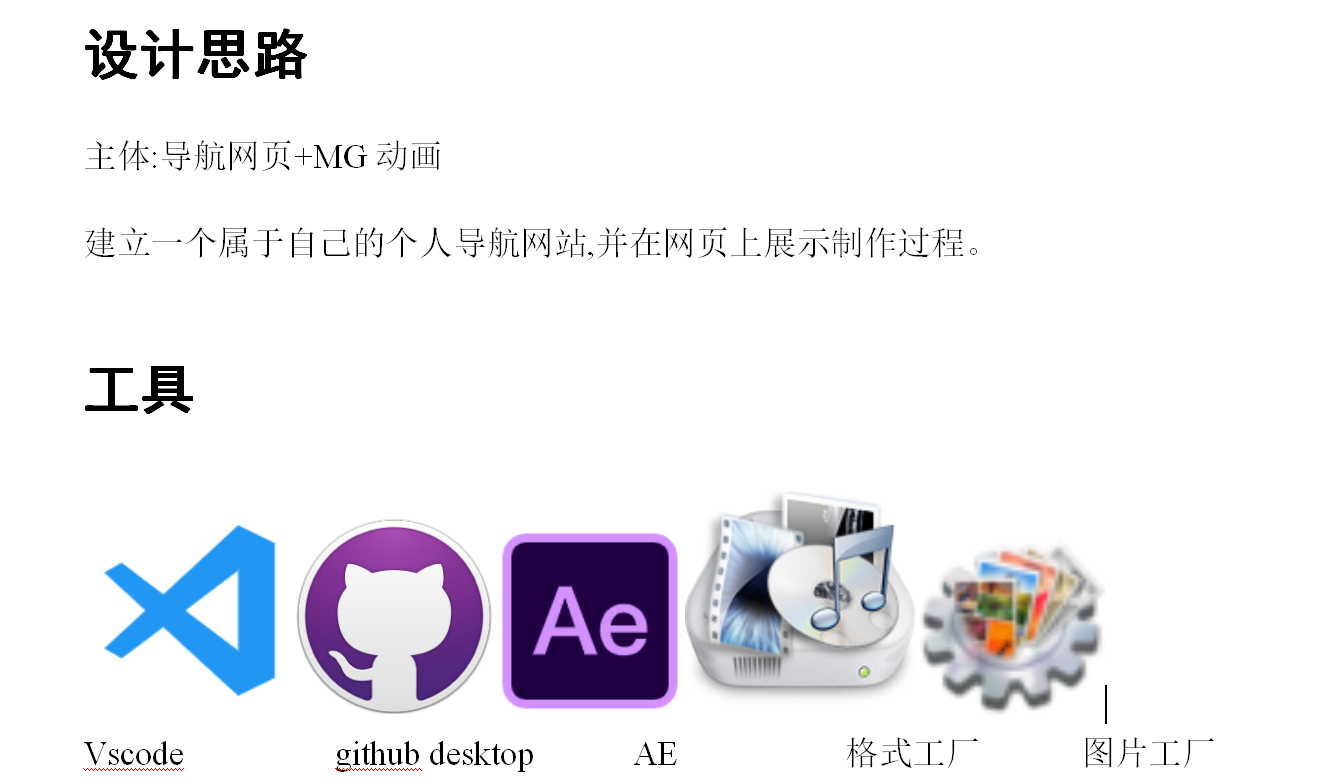 设计思路
主体:导航网页+MG 动画
建立一个属于自己的个人导航网站,并在网页上展示制作过程。
工具
Ae
Vscode github desktop AE 格式工厂 图片工厂